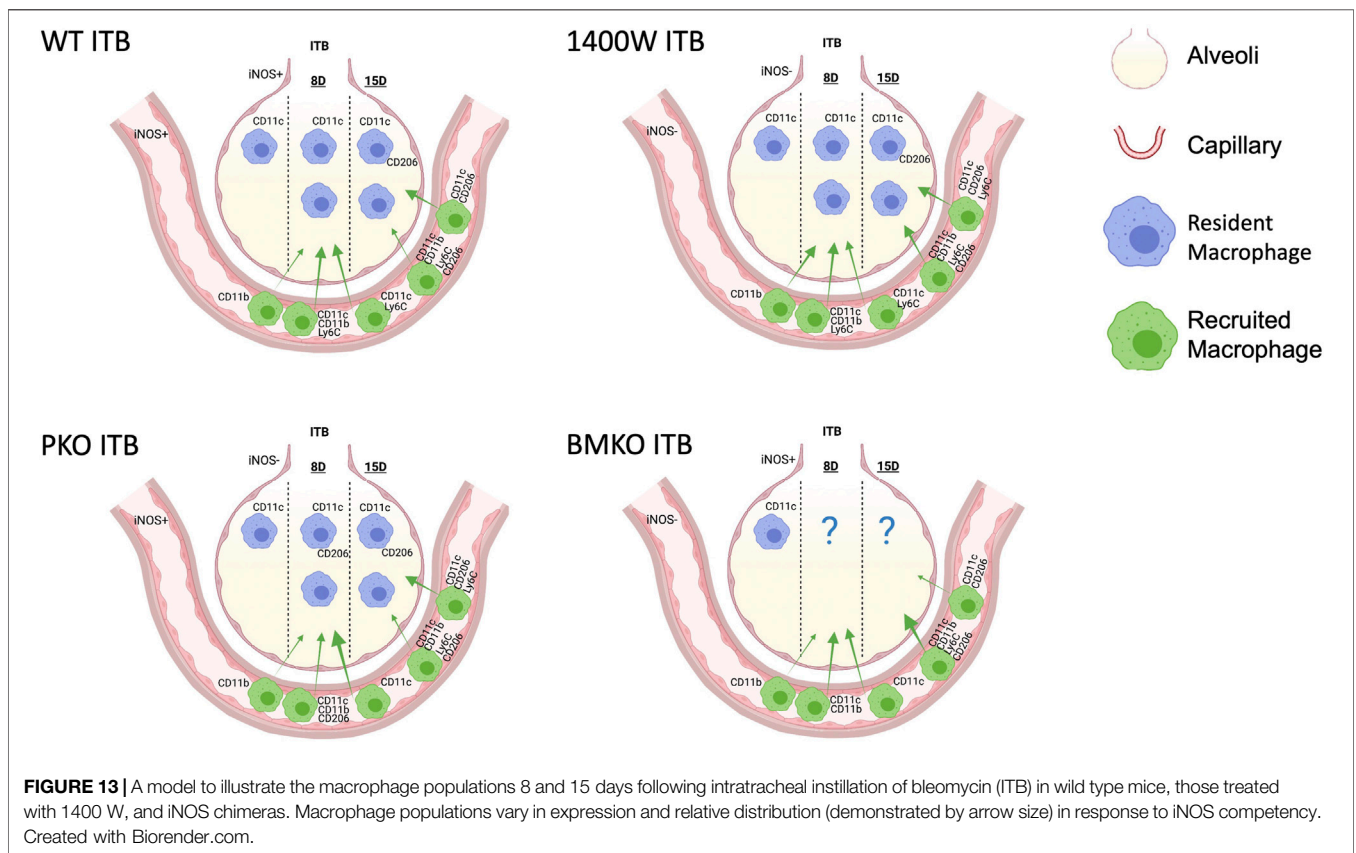 WT ITB
ITB
iNOS+
8D
15D
iNOS+
CD11c
CD11c
CD11c
CD206
CD11c
CD206
CD11c
CD11b
Ly6C
CD206
CD11b
CD11c
CD11b
Ly6C
CD11c
Ly6C
1400W ITB
ITB
iNOS-
8D
15D
iNOS-
CD11c
CD11c
CD11c
CD206
CD11c
CD206
Ly6C
CD11c
CD11b
Ly6C
CD206
CD11b
CD11c
CD11b
Ly6C
CD11c
Ly6C
Alveoli
Capillary
Resident
Macrophage
Recruited
Macrophage
PKO ITB
ITB
iNOS-
8D
15D
iNOS+
CD11c
CD11c
CD11c
CD206
CD206
CD11c
CD206
Ly6C
CD11c
CD11b
Ly6C
CD206
CD11b
CD11c
CD11b
CD206
CD11c
BMKO ITB
ITB
iNOS+
8D
15D
iNOS-
CD11c
?
?
CD11c
CD206
CD11c
CD11b
Ly6C
CD206
CD11b
CD11c
CD11b
CD11c
FIGURE 13 | A model to illustrate the macrophage populations 8 and 15 days following intratracheal instillation of bleomycin (ITB) in wild type mice, those treated
with 1400 W, and iNOS chimeras. Macrophage populations vary in expression and relative distribution (demonstrated by arrow size) in response to iNOS competency.
Created with Biorender.com.